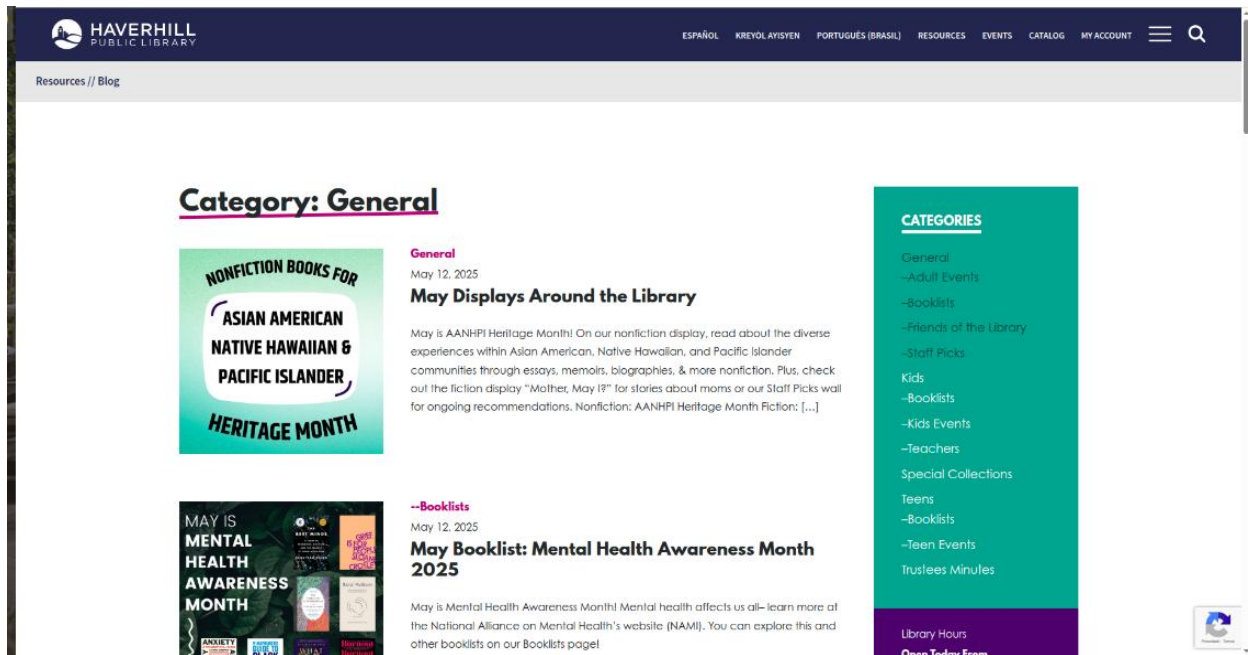 HAVERHILL
PUBLIC LIBRARY
ESPAÑOL KREYÒL AYISYEN PORTUGUÊS (BRASIL) RESOURCES EVENTS CATALOG MY ACCOUNT
Resources // Blog
Category: General
NONFICTION BOOKS FOR
ASIAN AMERICAN
NATIVE HAWAIIAN &
PACIFIC ISLANDER
HERITAGE MONTH
General
May 12, 2025
May Displays Around the Library
May is AANHPI Heritage Month! On our nonfiction display, read about the diverse
experiences within Asian American, Native Hawaiian, and Pacific Islander
communities through essays, memoirs, biographies, & more nonfiction. Plus, check
out the fiction display “Mother, May I?” for stories about moms or our Staff Picks wall
for ongoing recommendations. Nonfiction: AANHPI Heritage Month Fiction: […]
MAY IS
MENTAL
HEALTH
AWARENESS
MONTH
ANXIETY
--Booklists
May 12, 2025
May Booklist: Mental Health Awareness Month
2025
May is Mental Health Awareness Month! Mental health affects us all– learn more at
the National Alliance on Mental Health’s website (NAMI). You can explore this and
other booklists on our Booklists page!
CATEGORIES
General
–Adult Events
–Booklists
–Friends of the Library
–Staff Picks
Kids
–Booklists
–Kids Events
–Teachers
Special Collections
Teens
–Booklists
–Teen Events
Trustees Minutes
Library Hours
Open Today From